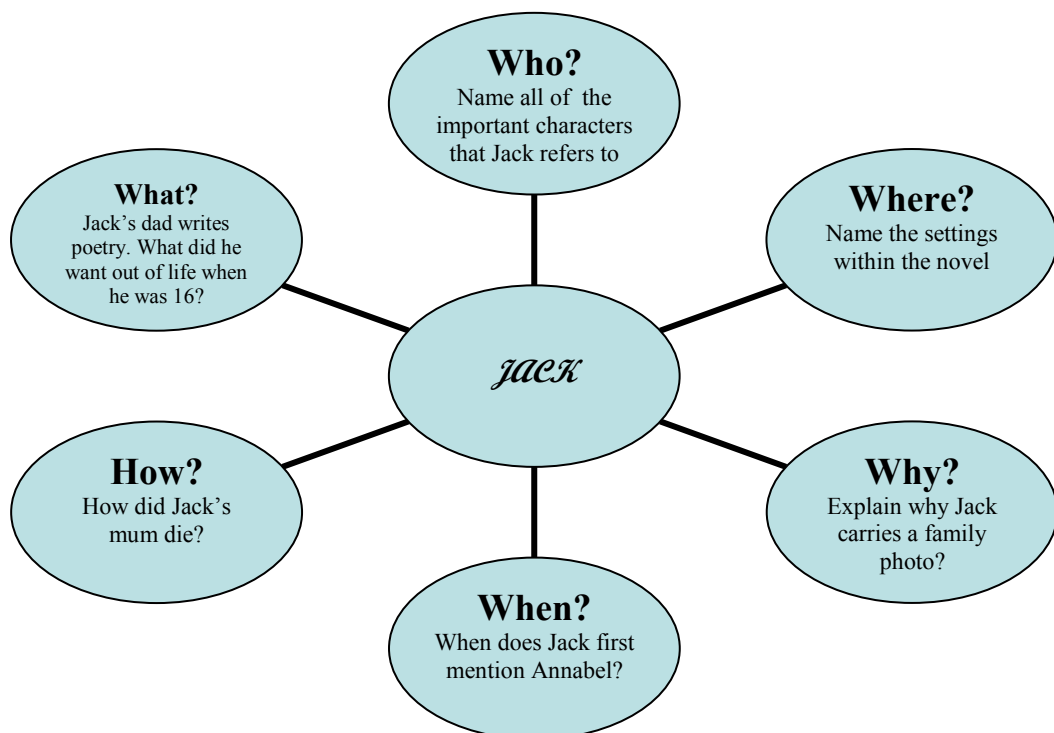 Who?
Name all of the
important characters
that Jack refers to
What?
Jack's dad writes
poetry. What did he
want out of life when
he was 16?
Where?
Name the settings
within the novel
JACK
How?
How did Jack's
mum die?
Why?
Explain why Jack
carries a family
photo?
When?
When does Jack first
mention Annabel?